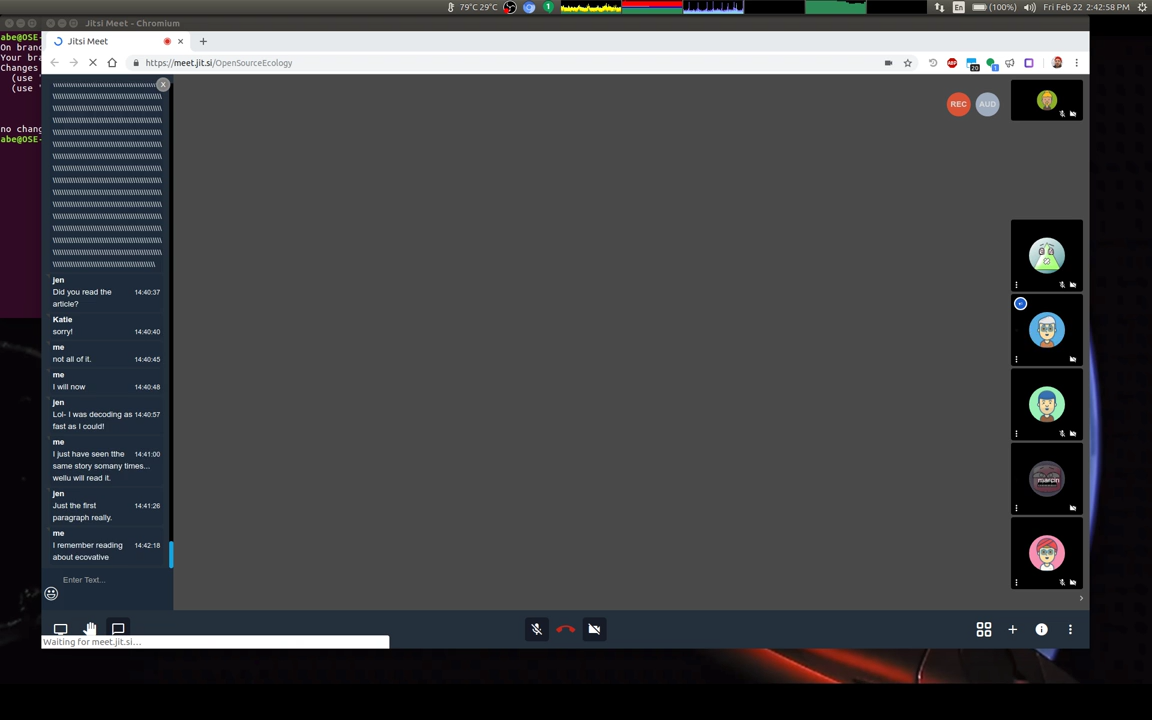 79°C 29°C
1
En
(100%)
Fri Feb 22 2:42:58 PM
Jitsi Meet - Chromium
abe@OSE-
On branc
Your bra
Changes
(use '
(use '
no chang
abe@OSE-
Jitsi Meet
https://meet.jit.si/OpenSourceEcology
ABP
20
REC
AUD
jen
Did you read the 14:40:37
article?
Katie
sorry! 14:40:40
me
not all of it. 14:40:45
me
I will now 14:40:48
jen
Lol- I was decoding as 14:40:57
fast as I could!
me
I just have seen tthe 14:41:00
same story somany times...
wellu will read it.
jen
Just the first 14:41:26
paragraph really.
me
I remember reading 14:42:18
about ecovative
Enter Text...
marcin
Waiting for meet.jit.si...